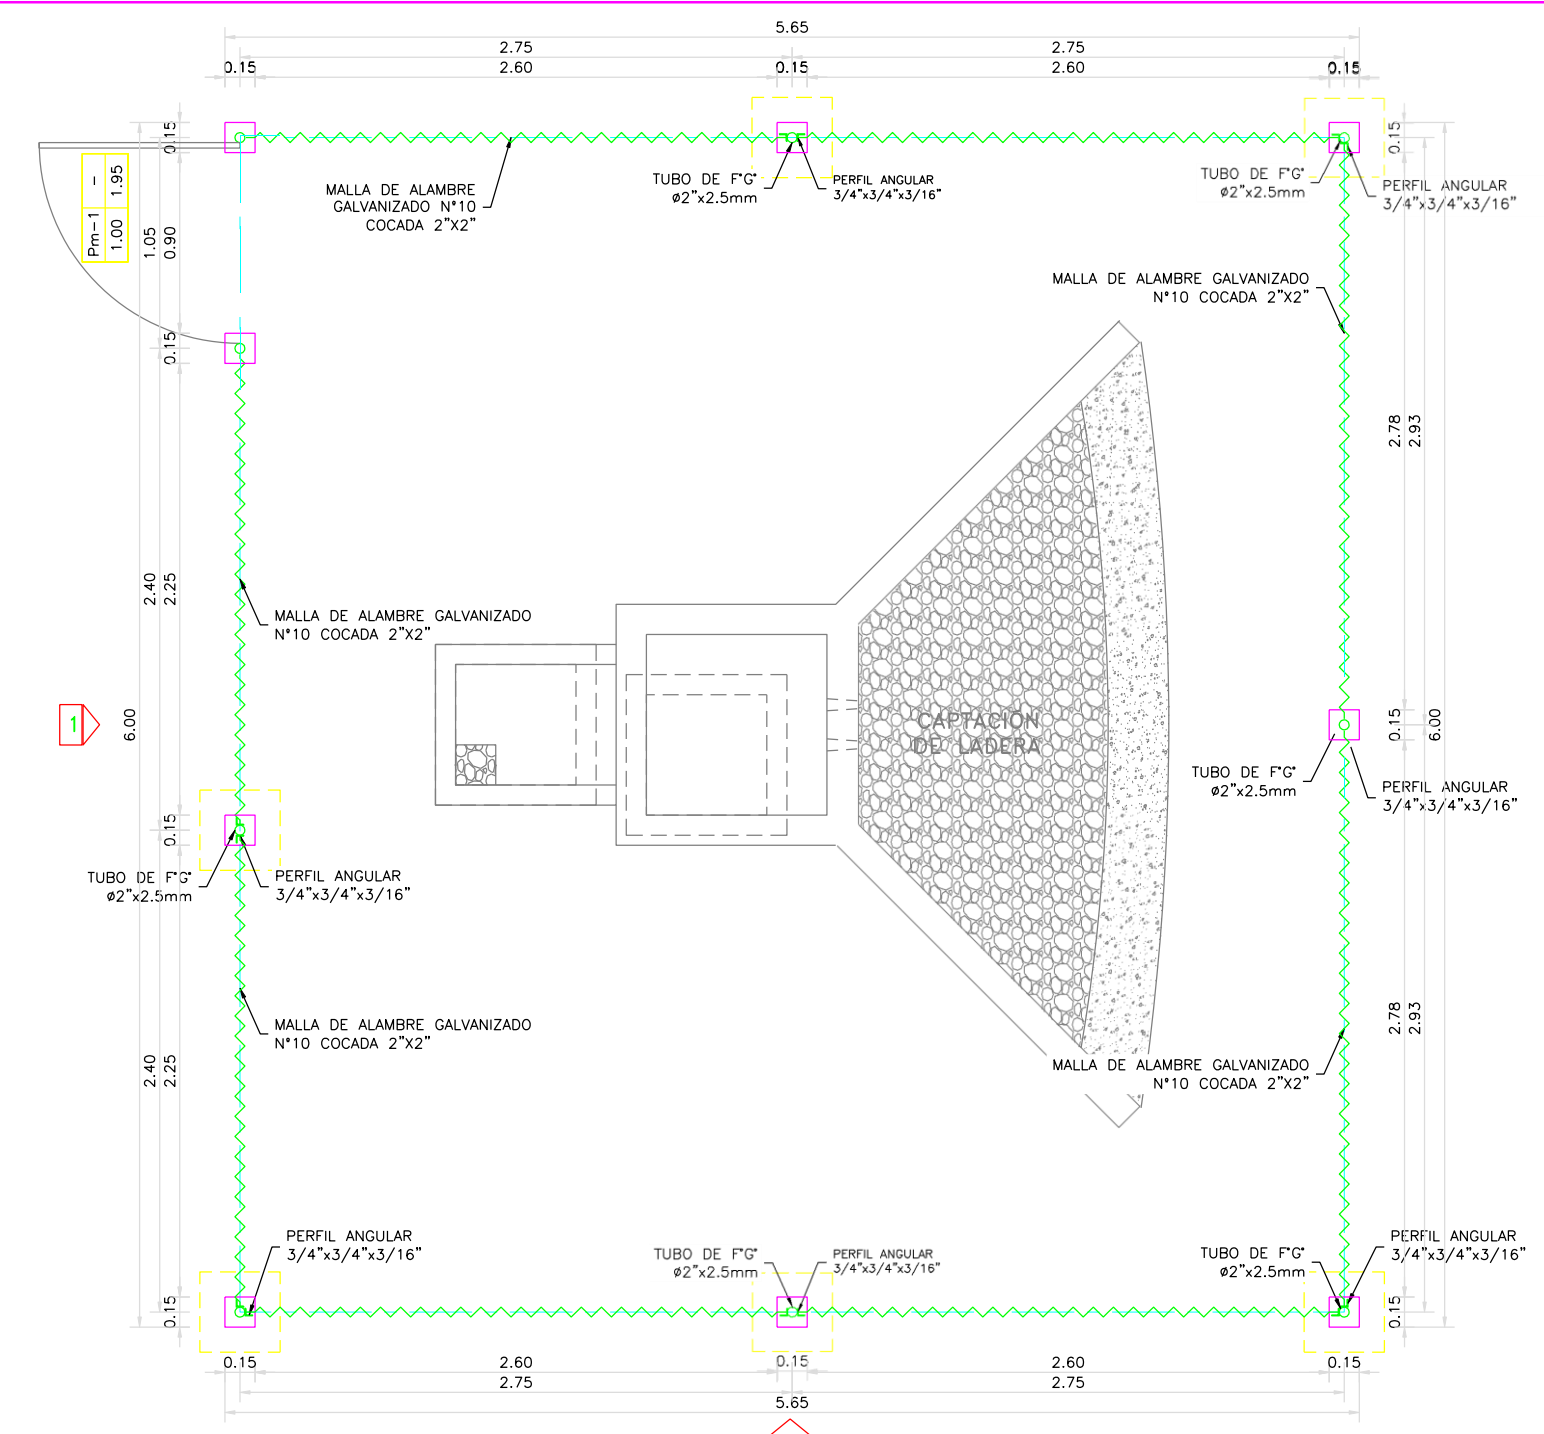 5.65
2.75
2.75
0.15
2.60
0.15
2.60
0.15
0.15
0.15
Pm-1
-
1.00
1.95
1.05
0.90
MALLA DE ALAMBRE
GALVANIZADO N°10
COCADA 2"X2"
TUBO DE F°G°
ø2"x2.5mm
PERFIL ANGULAR
3/4"x3/4"x3/16"
TUBO DE F°G°
ø2"x2.5mm
PERFIL ANGULAR
3/4"x3/4"x3/16"
MALLA DE ALAMBRE GALVANIZADO
N°10 COCADA 2"X2"
0.15
2.78
2.93
2.40
2.25
MALLA DE ALAMBRE GALVANIZADO
N°10 COCADA 2"X2"
1
6.00
CAPTACIÓN
DE LADERA
0.15
6.00
TUBO DE F°G°
ø2"x2.5mm
PERFIL ANGULAR
3/4"x3/4"x3/16"
0.15
TUBO DE F°G°
ø2"x2.5mm
PERFIL ANGULAR
3/4"x3/4"x3/16"
MALLA DE ALAMBRE GALVANIZADO
N°10 COCADA 2"X2"
2.40
2.25
MALLA DE ALAMBRE GALVANIZADO
N°10 COCADA 2"X2"
2.78
2.93
PERFIL ANGULAR
3/4"x3/4"x3/16"
TUBO DE F°G°
ø2"x2.5mm
PERFIL ANGULAR
3/4"x3/4"x3/16"
TUBO DE F°G°
ø2"x2.5mm
PERFIL ANGULAR
3/4"x3/4"x3/16"
0.15
0.15
0.15
2.60
0.15
2.60
0.15
2.75
2.75
5.65